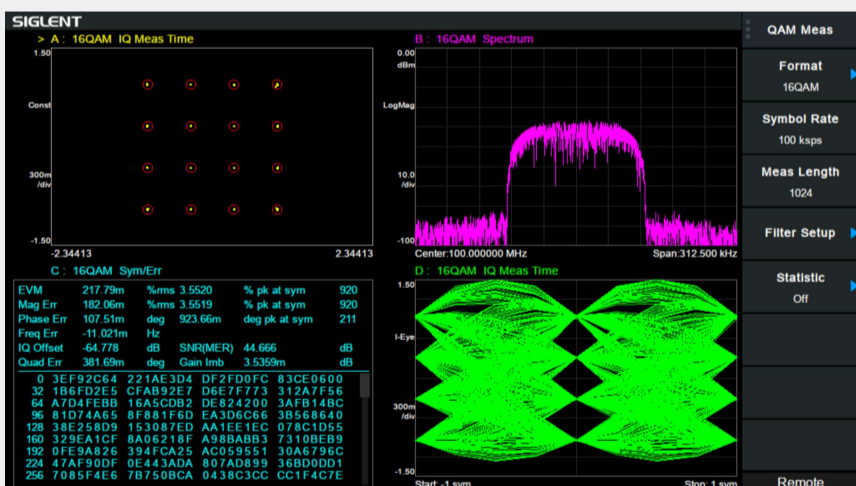 SIGLENT
> A: 16QAM IQ Meas Time
1.50
Const
300m
/div
-1.50
-2.34413 2.34413
B: 16QAM Spectrum
0.00
dBm
LogMag
10.0
/div
-100
Center:100.000000 MHz Span:312.500 kHz
C: 16QAM Sym/Err
EVM 217.79m %rms 3.5520 % pk at sym 920
Mag Err 182.06m %rms 3.5519 % pk at sym 920
Phase Err 107.51m deg 923.66m deg pk at sym 211
Freq Err -11.021m Hz
IQ Offset -64.778 dB SNR(MER) 44.666 dB
Quad Err 381.69m deg Gain Imb 3.5359m dB
0 3EF92C64 221AE3D4 DF2FD0FC 83CE0600
32 1B6FD2E5 CFAB92E7 D6E7F773 312A7F56
64 A7D4FEBB 16A5CDB2 DE824200 3AFB14BC
96 81D74A65 8F881F6D EA3D6C66 3B568640
128 38E258D9 153087ED AA1EE1EC 078C1D55
160 329EA1CF 8A06218F A98BABB3 7310BEB9
192 0FE9A826 394FCA25 AC059551 30A6796C
224 47AF90DF 0E443ADA 807AD899 36BD0DD1
256 7085F4E6 7B750BCA 0438C3CC CC1F4C7E
D: 16QAM IQ Meas Time
1.50
I-Eye
300m
/div
-1.50
Start: -1 sym Stop: 1 sym
QAM Meas
Format
16QAM
Symbol Rate
100 ksps
Meas Length
1024
Filter Setup
Statistic
Off
Remote